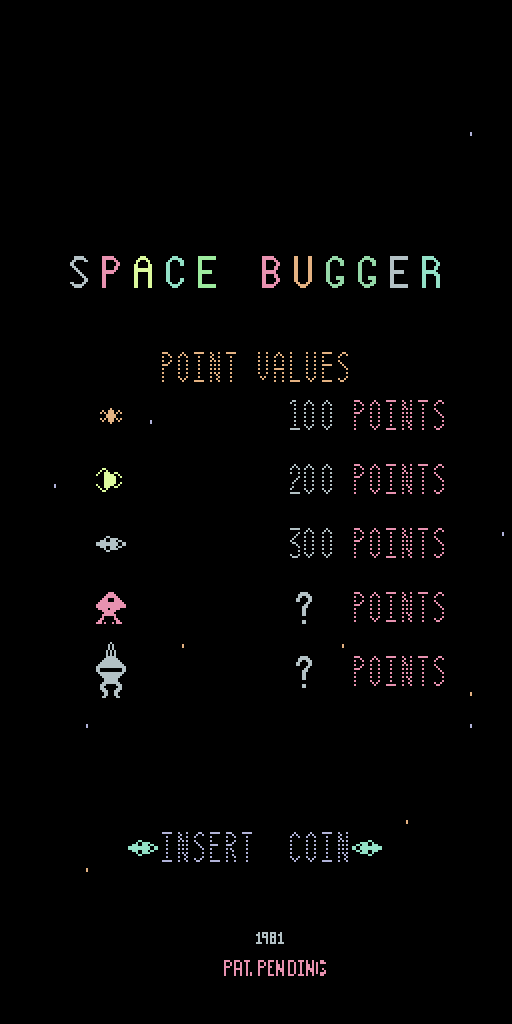 SPACE BUGGER
POINT VALUES
100 POINTS
200 POINTS
300 POINTS
? POINTS
? POINTS
INSERT COIN
1981
PAT. PENDING